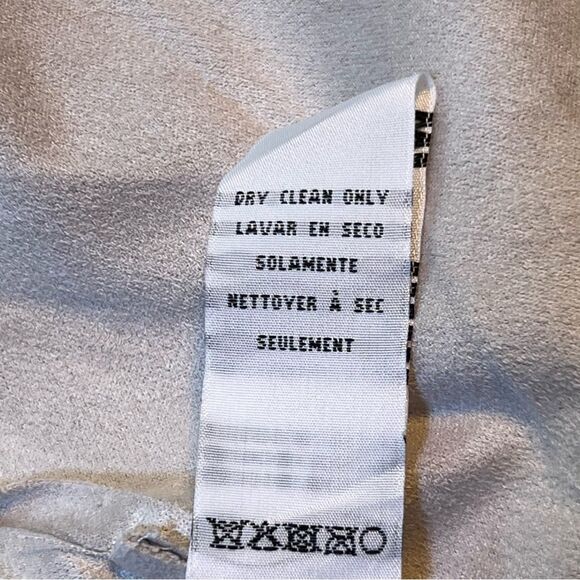 DRY CLEAN ONLY
LAVAR EN SECO
SOLAMENTE
NETTOYER À SEC
SEULEMENT